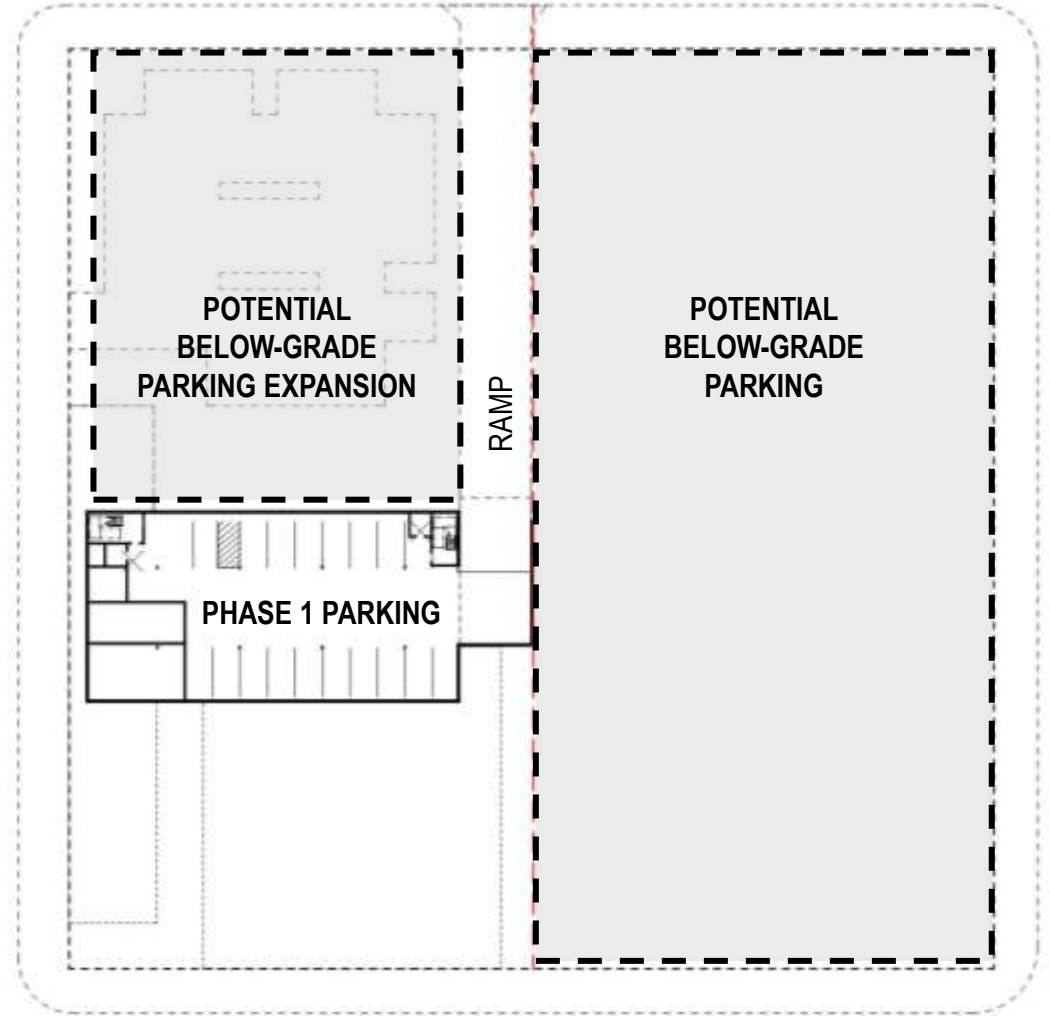 POTENTIAL
BELOW-GRADE
PARKING EXPANSION
RAMP
POTENTIAL
BELOW-GRADE
PARKING
PHASE 1 PARKING